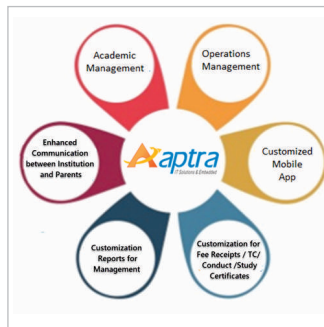 Academic
Management
Operations
Management
Enhanced
Communication
between Institution
and Parents
Aaptra
IT Solutions & Embedded
Customized
Mobile
App
Customization
Reports for
Management
Customization for
Fee Receipts / TC/
Conduct /Study
Certificates